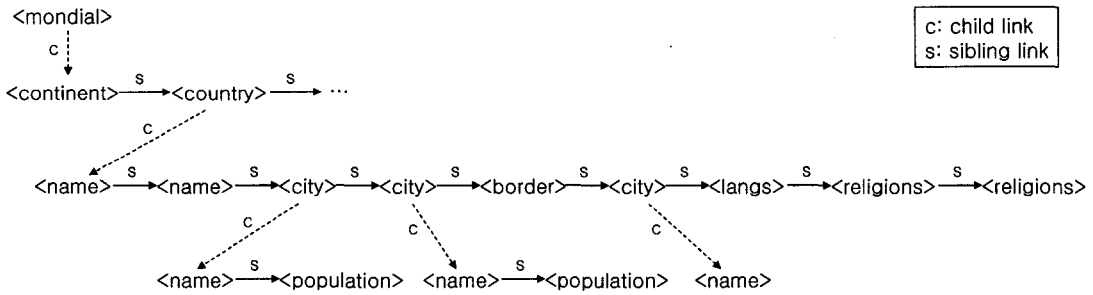 <mondial>
c: child link
c
s: sibling link
<continent> s <country> s ...
c
<name> s <name> s <city> s <city> s <border> s <city> s <langs> s <religions> s <religions>
c c c
<name> s <population> <name> s <population> <name>